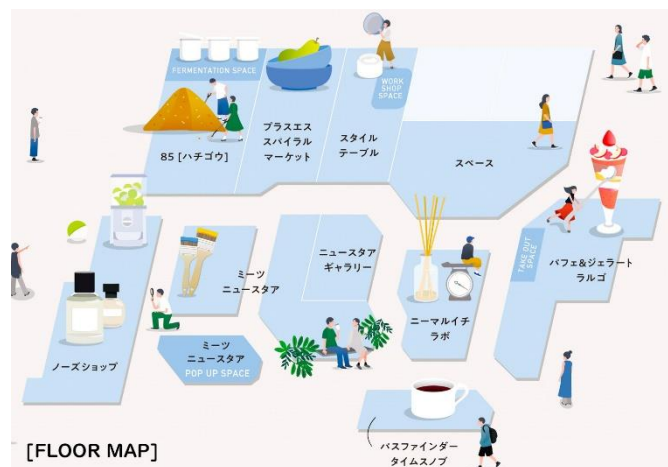 FERMENTATION SPACE
85 [ハチゴウ]
プラスエス
スパイラル
マーケット
スタイル
テーブル
WORK
SHOP
SPACE
スペース
TAKE OUT
SPACE
パフェ&ジェラート
ラルゴ
ミーツ
ニュースタア
ニュースタア
ギャラリー
ニーマルイチ
ラボ
ノーズショップ
ミーツ
ニュースタア
POP UP SPACE
パスファインダー
タイムスノブ
[FLOOR MAP]